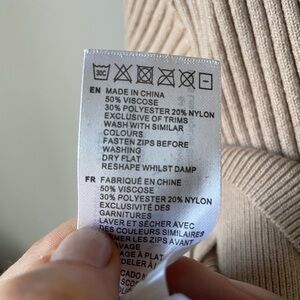 30C
EN MADE IN CHINA
50% VISCOSE
30% POLYESTER 20% NYLON
EXCLUSIVE OF TRIMS
WASH WITH SIMILAR
COLOURS
FASTEN ZIPS BEFORE
WASHING
DRY FLAT
RESHAPE WHILST DAMP
FR FABRIQUÉ EN CHINE
50% VISCOSE
30% POLYESTER 20% NYLON
EXCLUSIVITÉ DES
GARNITURES
LAVER ET SÉCHER AVEC
DES COULEURS SIMILAIRES
LES ZIPS AVANT